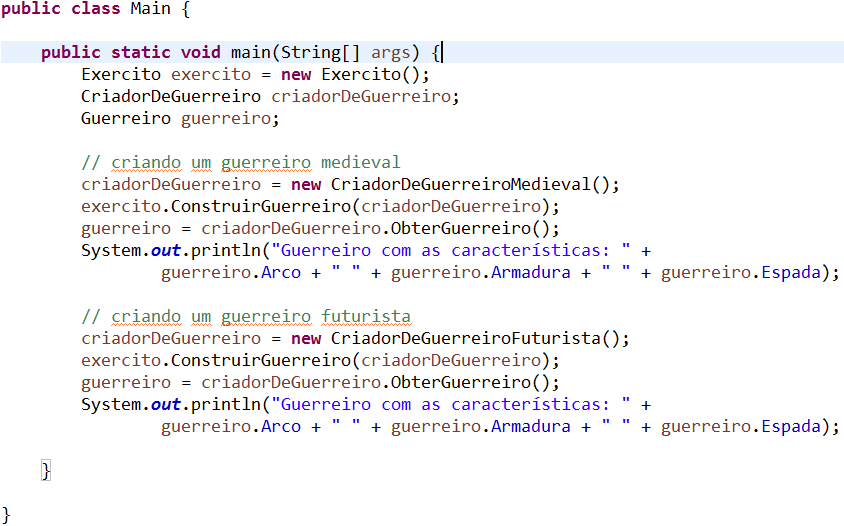 public class Main {
    public static void main(String[] args) {
        Exercito exercito = new Exercito();
        CriadorDeGuerreiro criadorDeGuerreiro;
        Guerreiro guerreiro;
        // criando um guerreiro medieval
        criadorDeGuerreiro = new CriadorDeGuerreiroMedieval();
        exercito.ConstruirGuerreiro(criadorDeGuerreiro);
        guerreiro = criadorDeGuerreiro.ObterGuerreiro();
        System.out.println("Guerreiro com as características: " +
                guerreiro.Arco + " " + guerreiro.Armadura + " " + guerreiro.Espada);
        // criando um guerreiro futurista
        criadorDeGuerreiro = new CriadorDeGuerreiroFuturista();
        exercito.ConstruirGuerreiro(criadorDeGuerreiro);
        guerreiro = criadorDeGuerreiro.ObterGuerreiro();
        System.out.println("Guerreiro com as características: " +
                guerreiro.Arco + " " + guerreiro.Armadura + " " + guerreiro.Espada);
    }
}